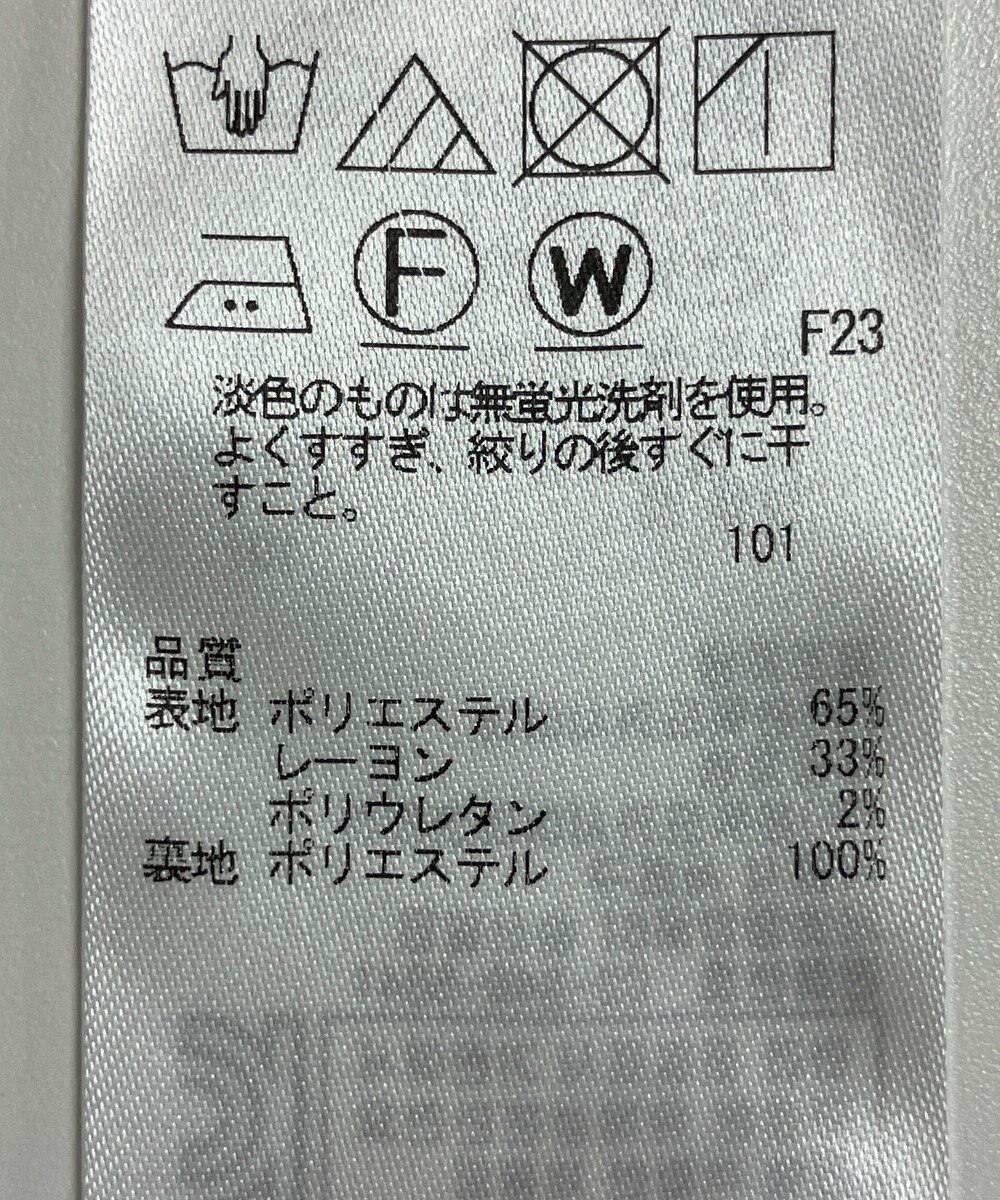 F W
F23
淡色のものは無蛍光洗剤を使用。
よくすすぎ、絞りの後すぐに干
すこと。
101
品質
表地 ポリエステル 65%
レーヨン 33%
ポリウレタン 2%
裏地 ポリエステル 100%